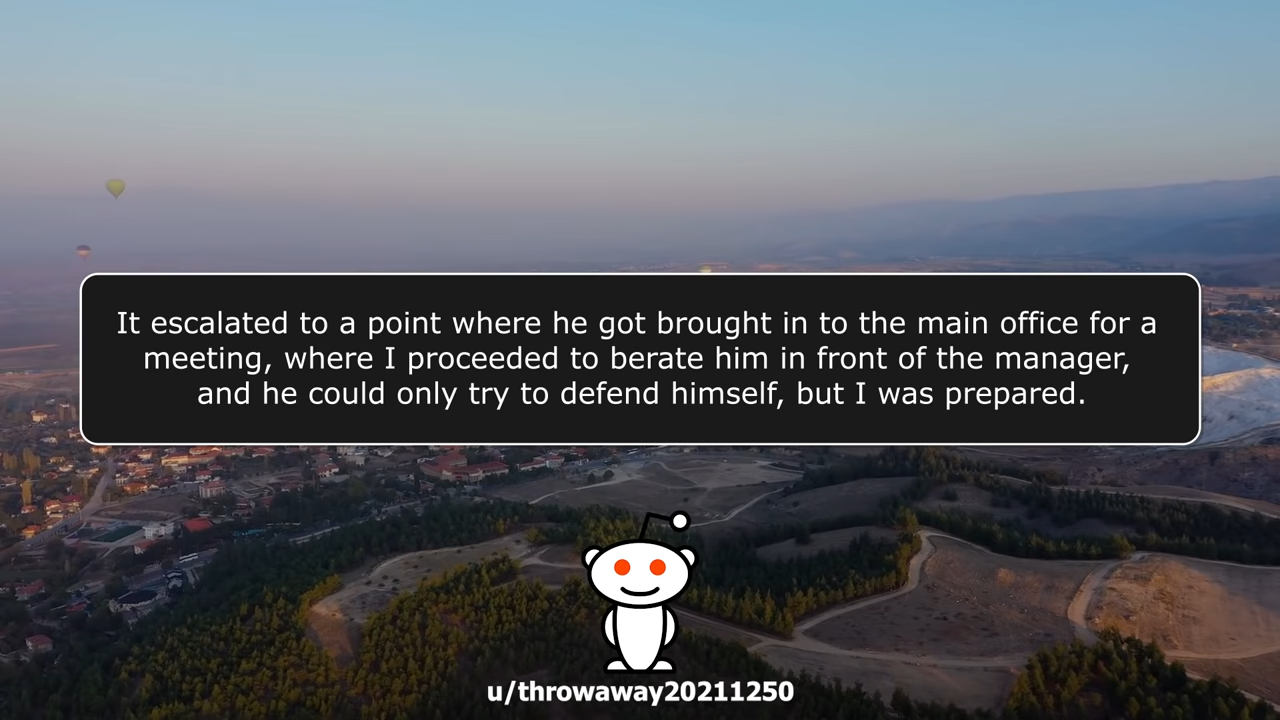 It escalated to a point where he got brought in to the main office for a
meeting, where I proceeded to berate him in front of the manager,
and he could only try to defend himself, but I was prepared.
u/throwaway20211250